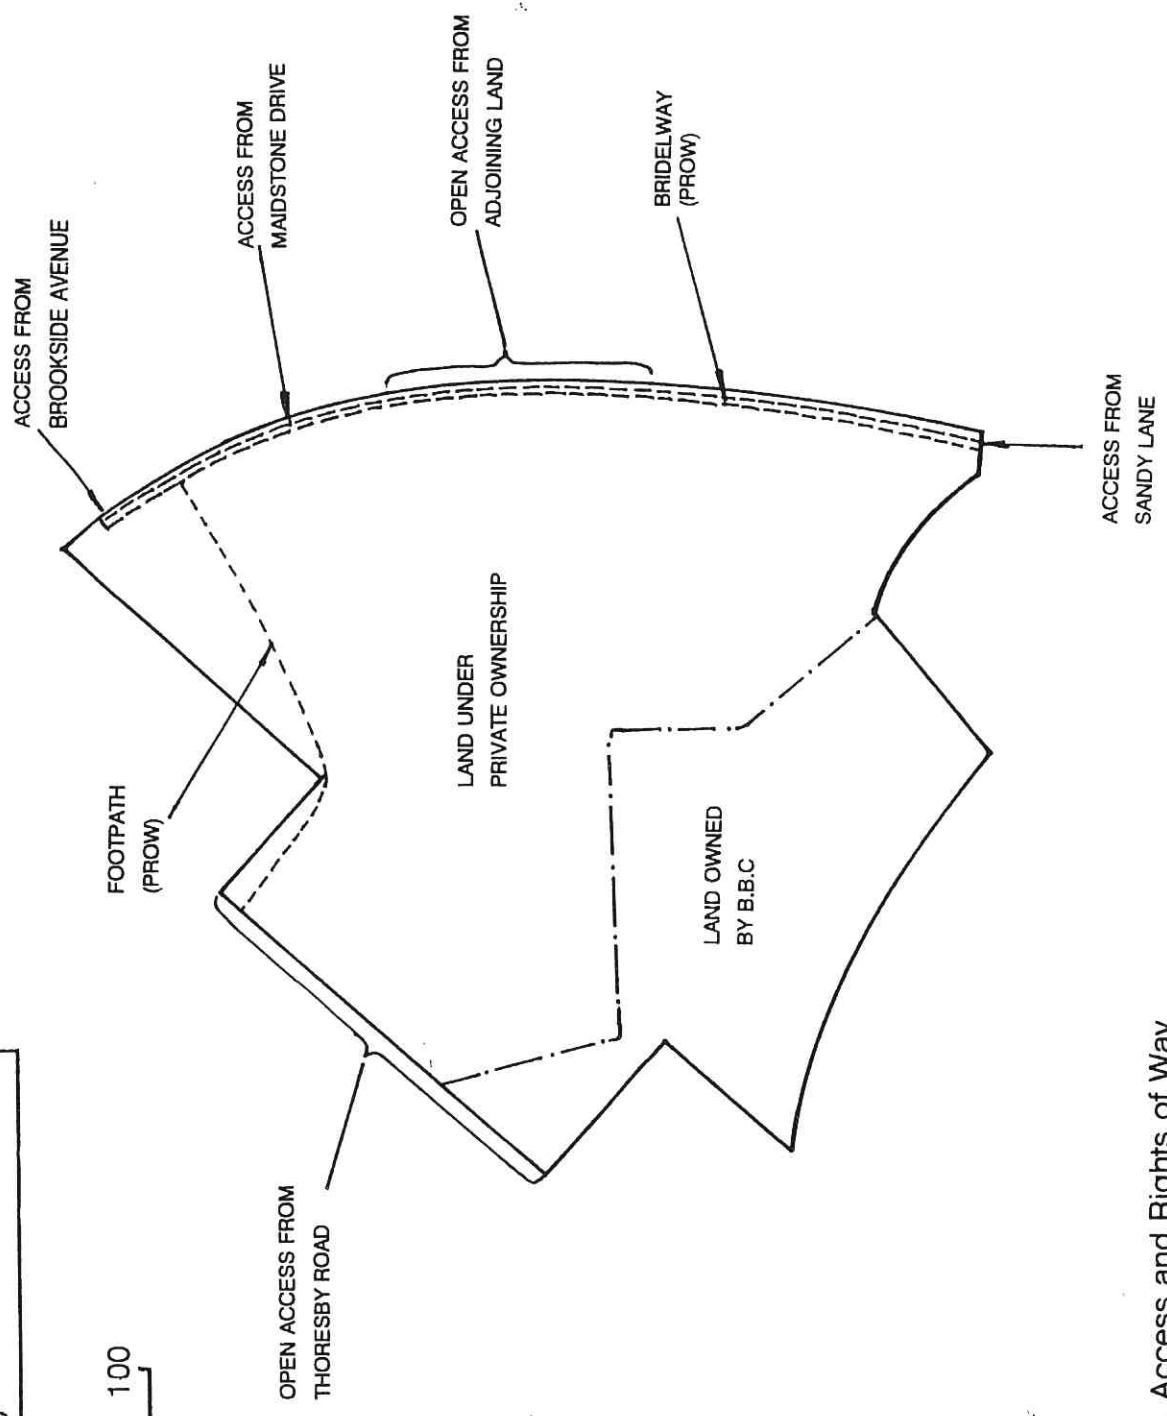 ACCESS FROM
BROOKSIDE AVENUE
ACCESS FROM
MAIDSTONE DRIVE
OPEN ACCESS FROM
ADJOINING LAND
BRIDELWAY
(PROW)
ACCESS FROM
SANDY LANE
FOOTPATH
(PROW)
LAND UNDER
PRIVATE OWNERSHIP
LAND OWNED
BY B.B.C
OPEN ACCESS FROM
THORESBY ROAD
100
Access and Rights of Way